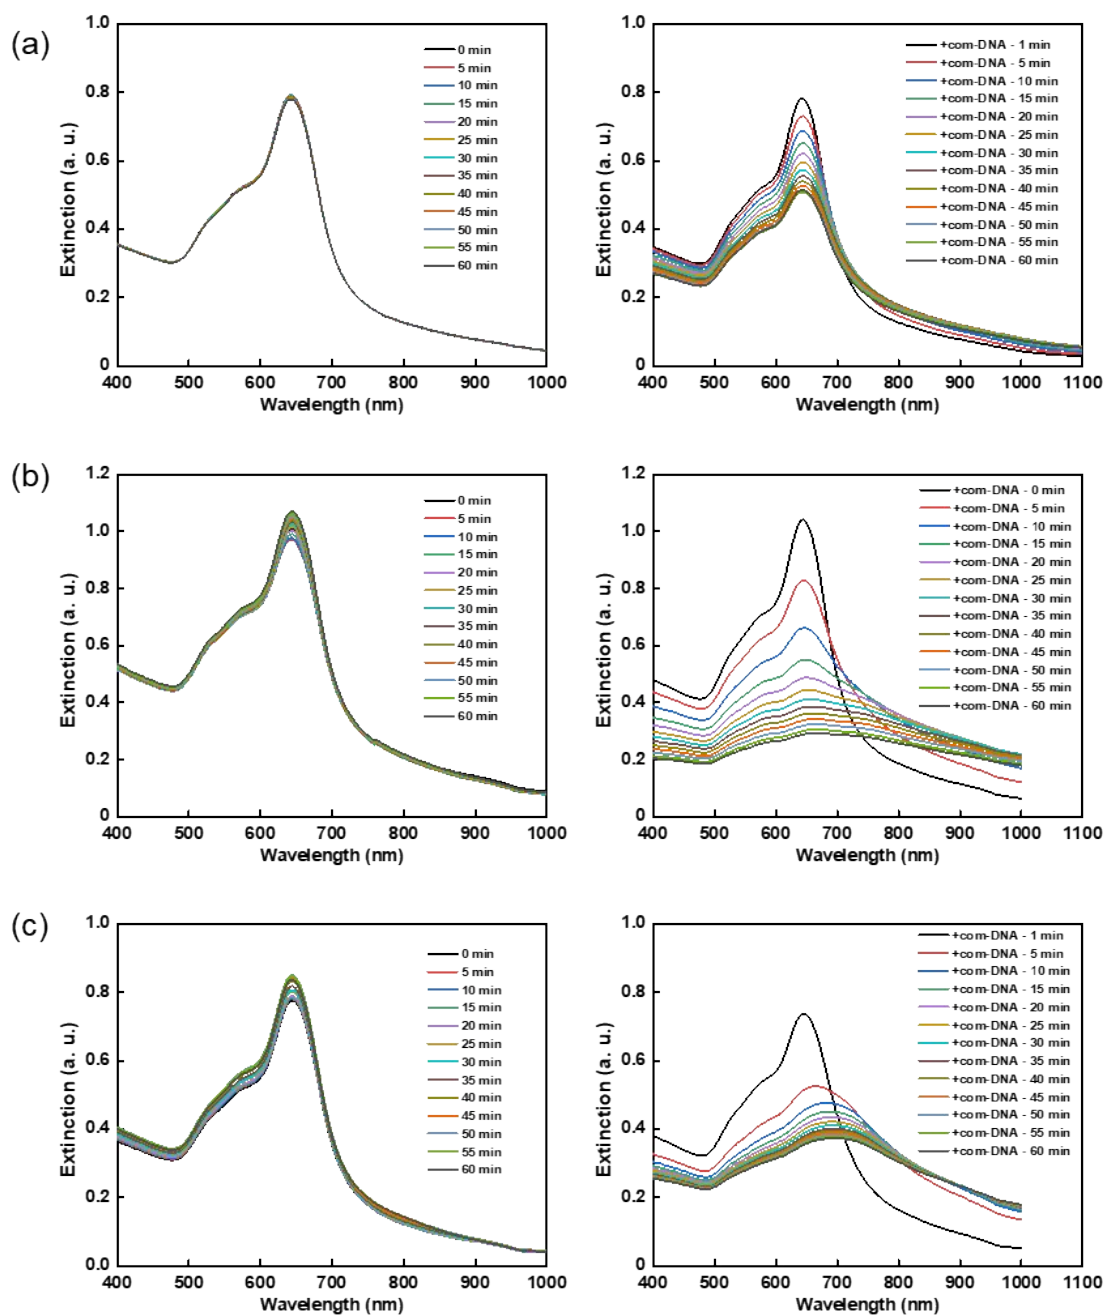 (a)
1.0
0.8
0.6
0.4
0.2
0
Extinction (a. u.)
400 500 600 700 800 900 1000
Wavelength (nm)
0 min
5 min
10 min
15 min
20 min
25 min
30 min
35 min
40 min
45 min
50 min
55 min
60 min
1.0
0.8
0.6
0.4
0.2
0
Extinction (a. u.)
400 500 600 700 800 900 1000 1100
Wavelength (nm)
+com-DNA - 1 min
+com-DNA - 5 min
+com-DNA - 10 min
+com-DNA - 15 min
+com-DNA - 20 min
+com-DNA - 25 min
+com-DNA - 30 min
+com-DNA - 35 min
+com-DNA - 40 min
+com-DNA - 45 min
+com-DNA - 50 min
+com-DNA - 55 min
+com-DNA - 60 min
(b)
1.2
1.0
0.8
0.6
0.4
0.2
0
Extinction (a. u.)
400 500 600 700 800 900 1000
Wavelength (nm)
0 min
5 min
10 min
15 min
20 min
25 min
30 min
35 min
40 min
45 min
50 min
55 min
60 min
1.2
1.0
0.8
0.6
0.4
0.2
0
Extinction (a. u.)
400 500 600 700 800 900 1000 1100
Wavelength (nm)
+com-DNA - 0 min
+com-DNA - 5 min
+com-DNA - 10 min
+com-DNA - 15 min
+com-DNA - 20 min
+com-DNA - 25 min
+com-DNA - 30 min
+com-DNA - 35 min
+com-DNA - 40 min
+com-DNA - 45 min
+com-DNA - 50 min
+com-DNA - 55 min
+com-DNA - 60 min
(c)
1.0
0.8
0.6
0.4
0.2
0.0
Extinction (a. u.)
400 500 600 700 800 900 1000
Wavelength (nm)
0 min
5 min
10 min
15 min
20 min
25 min
30 min
35 min
40 min
45 min
50 min
55 min
60 min
1.0
0.8
0.6
0.4
0.2
0.0
Extinction (a. u.)
400 500 600 700 800 900 1000 1100
Wavelength (nm)
+com-DNA - 1 min
+com-DNA - 5 min
+com-DNA - 10 min
+com-DNA - 15 min
+com-DNA - 20 min
+com-DNA - 25 min
+com-DNA - 30 min
+com-DNA - 35 min
+com-DNA - 40 min
+com-DNA - 45 min
+com-DNA - 50 min
+com-DNA - 55 min
+com-DNA - 60 min